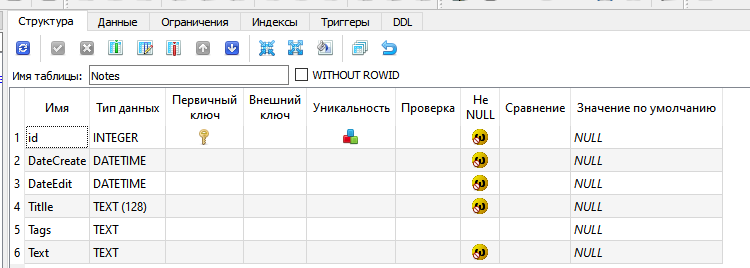 Структура Данные Ограничения Индексы Триггеры DDL
Имя таблицы: Notes WITHOUT ROWID
Имя Тип данных Первичный ключ Внешний ключ Уникальность Проверка Не NULL Сравнение Значение по умолчанию
1 id INTEGER NULL
2 DateCreate DATETIME NULL
3 DateEdit DATETIME NULL
4 Titlle TEXT (128) NULL
5 Tags TEXT NULL
6 Text TEXT NULL